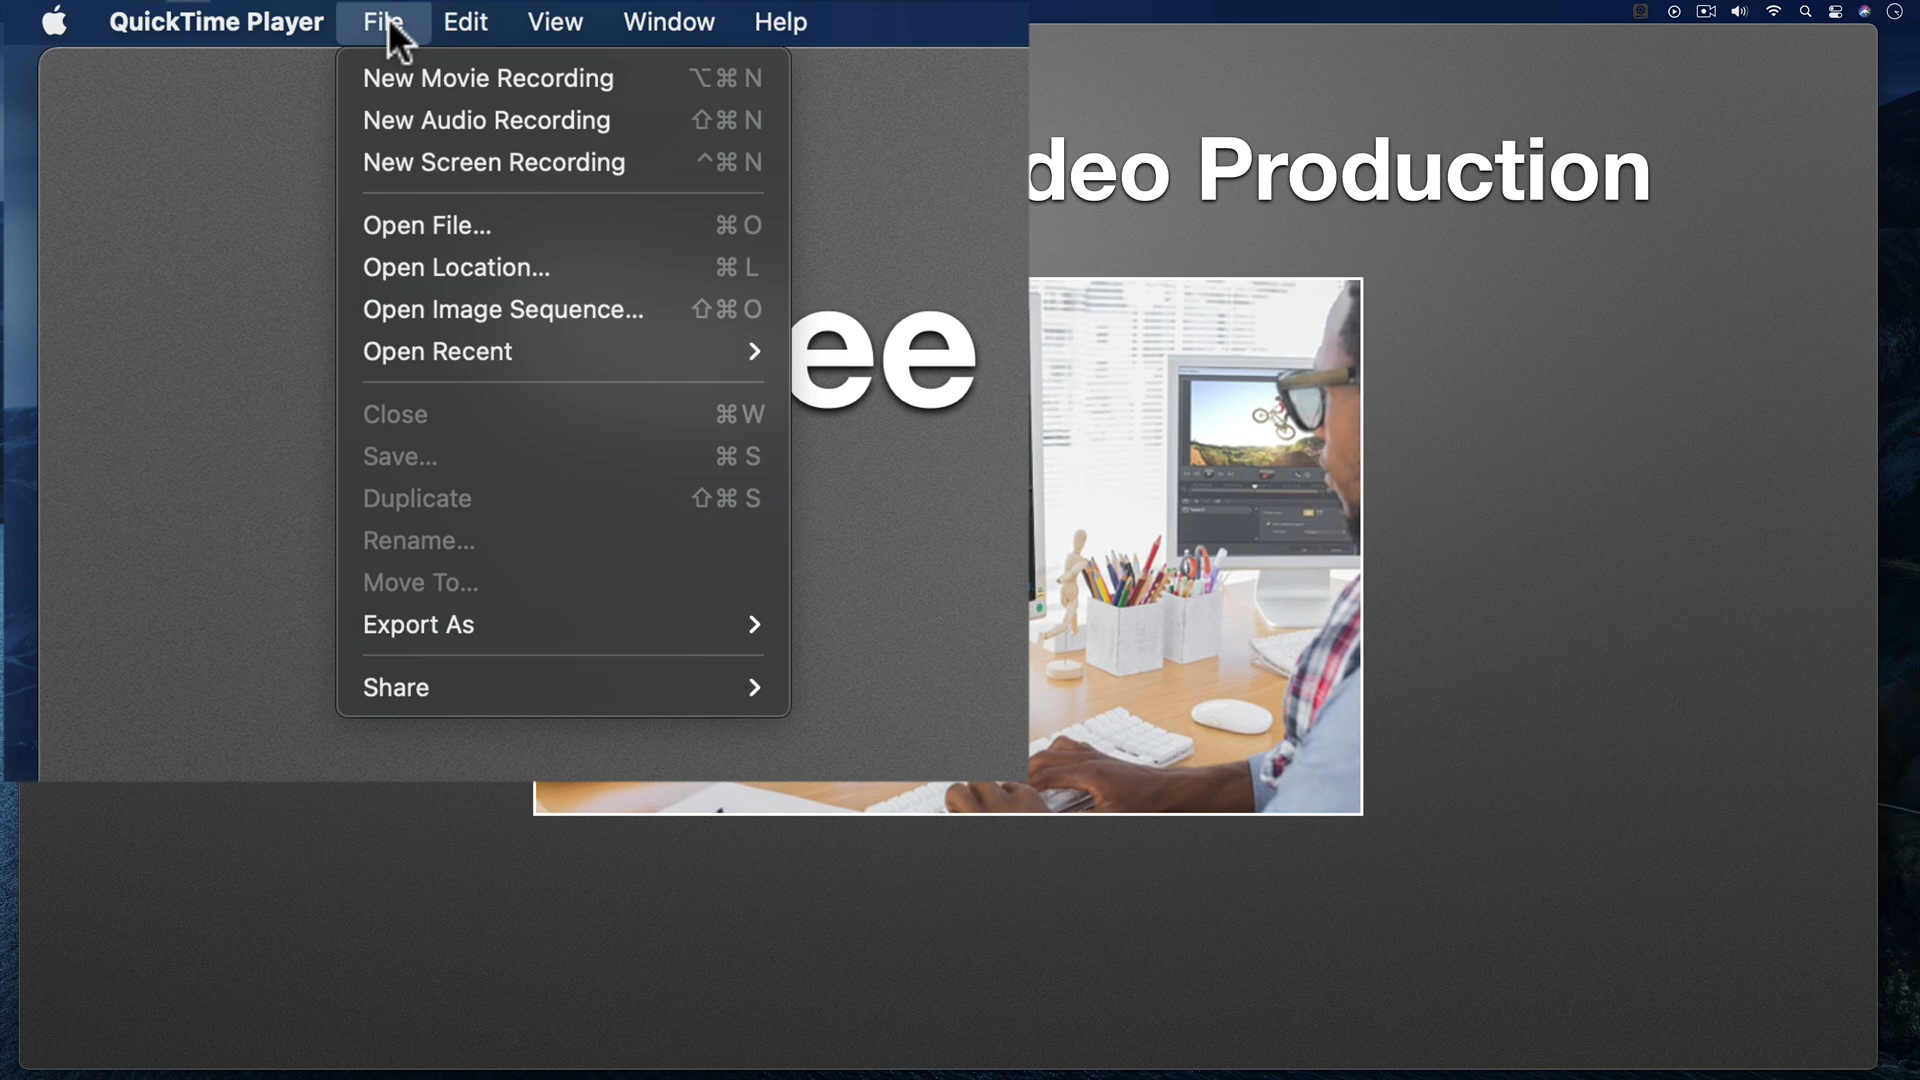 QuickTime Player File Edit View Window Help
New Movie Recording ⌥⌘ N
New Audio Recording ⇧⌘ N
New Screen Recording ^⌘ N
Open File... ⌘ O
Open Location... ⌘ L
Open Image Sequence... ⇧⌘ O
Open Recent
Close ⌘ W
Save... ⌘ S
Duplicate ⇧⌘ S
Rename...
Move To...
Export As
Share
ee
deo Production